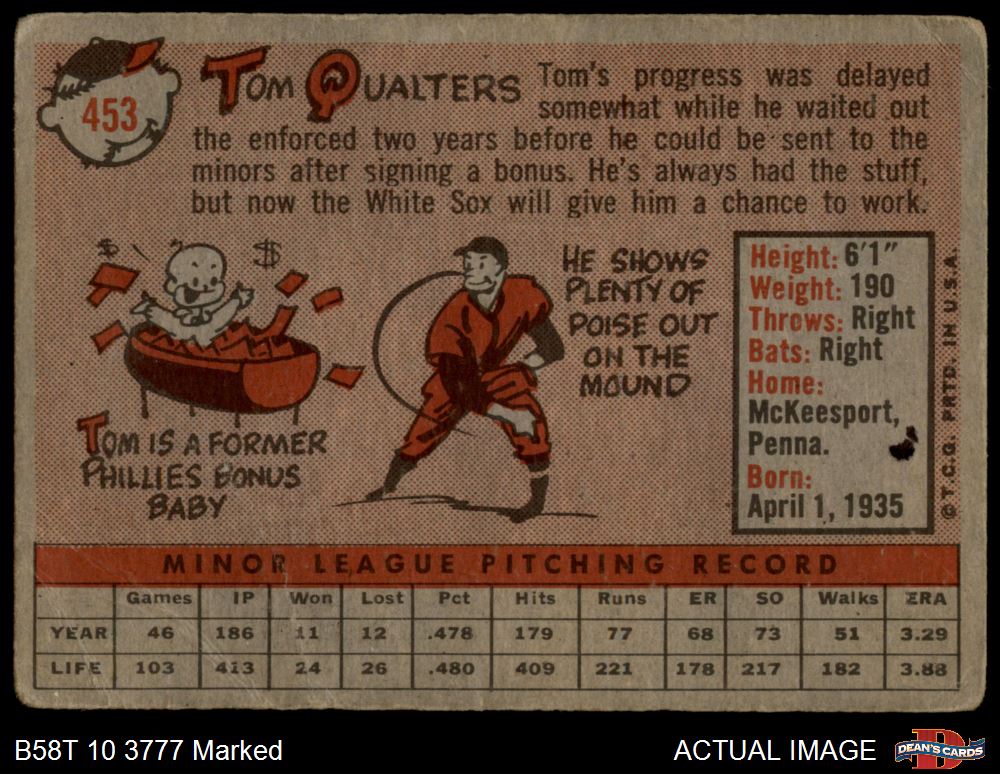 453
TOM QUALTERS
Tom's progress was delayed
somewhat while he waited out
the enforced two years before he could be sent to the
minors after signing a bonus. He's always had the stuff,
but now the White Sox will give him a chance to work.
$ $
TOM IS A FORMER
PHILLIES BONUS
BABY
HE SHOWS
PLENTY OF
POISE OUT
ON THE
MOUND
Height: 6'1"
Weight: 190
Throws: Right
Bats: Right
Home:
McKeesport,
Penna.
Born:
April 1, 1935
© T.C.G. PRTD. IN U.S.A.
MINOR LEAGUE PITCHING RECORD
Games IP Won Lost Pct Hits Runs ER SO Walks ERA
YEAR 46 186 11 12 .478 179 77 68 73 51 3.29
LIFE 103 413 24 26 .480 409 221 178 217 182 3.88
B58T 10 3777 Marked
ACTUAL IMAGE
D
DEAN'S CARDS